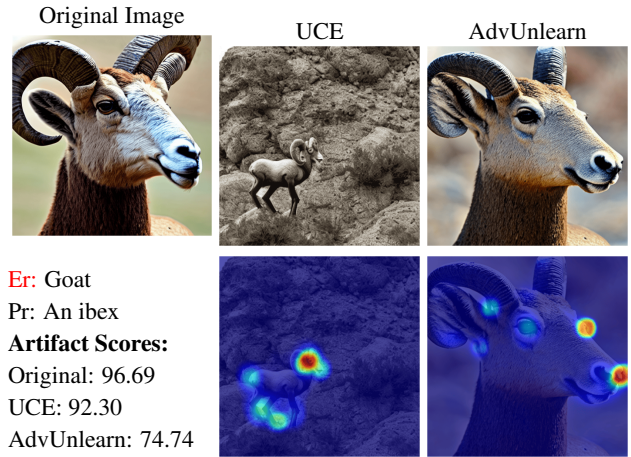 Original Image
UCE
AdvUnlearn
Er: Goat
Pr: An ibex
Artifact Scores:
Original: 96.69
UCE: 92.30
AdvUnlearn: 74.74